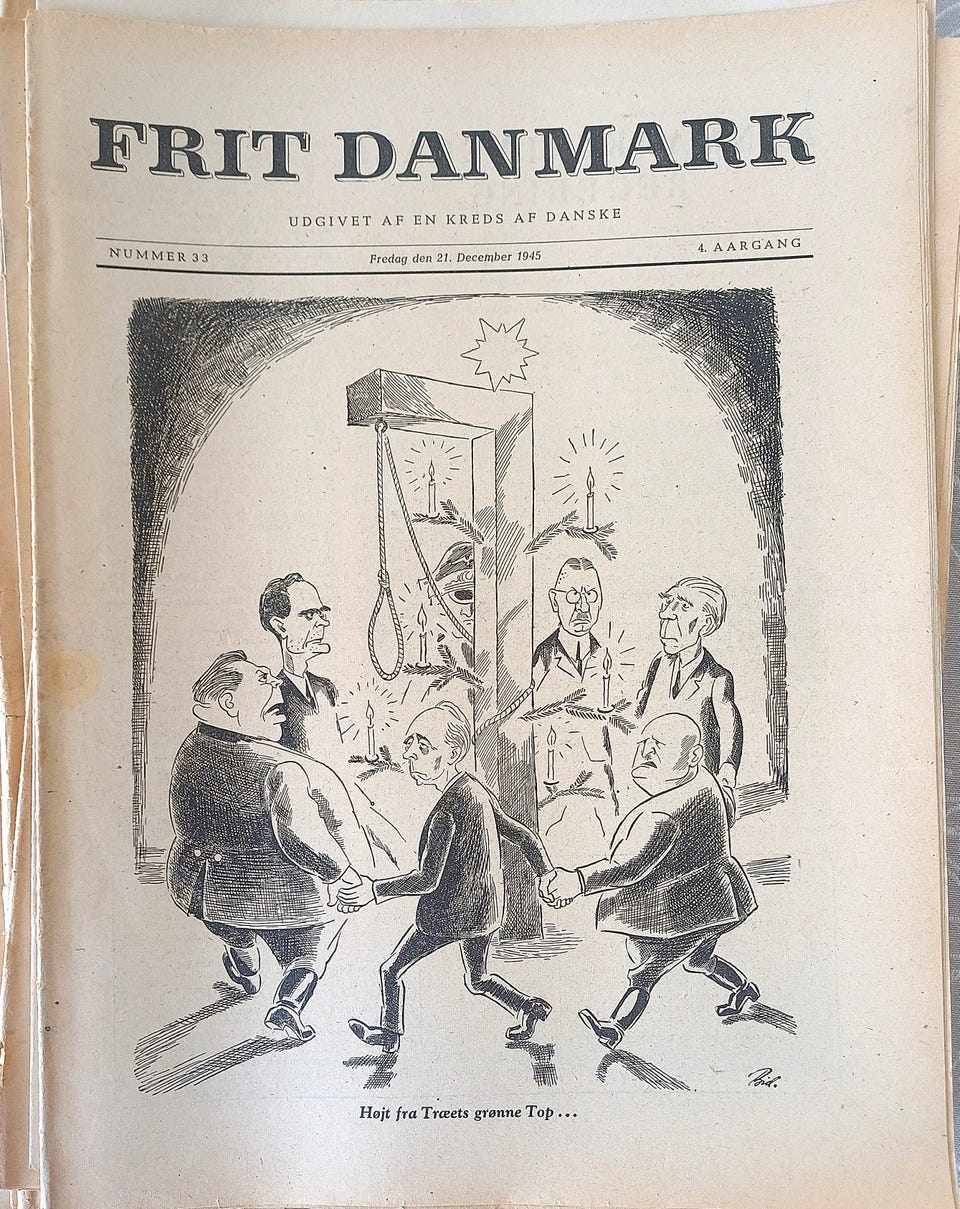 FRIT DANMARK
UDGIVET AF EN KREDS AF DANSKE
NUMMER 33
Fredag den 21. December 1945
4. AARGANG
Højt fra Træets grønne Top...